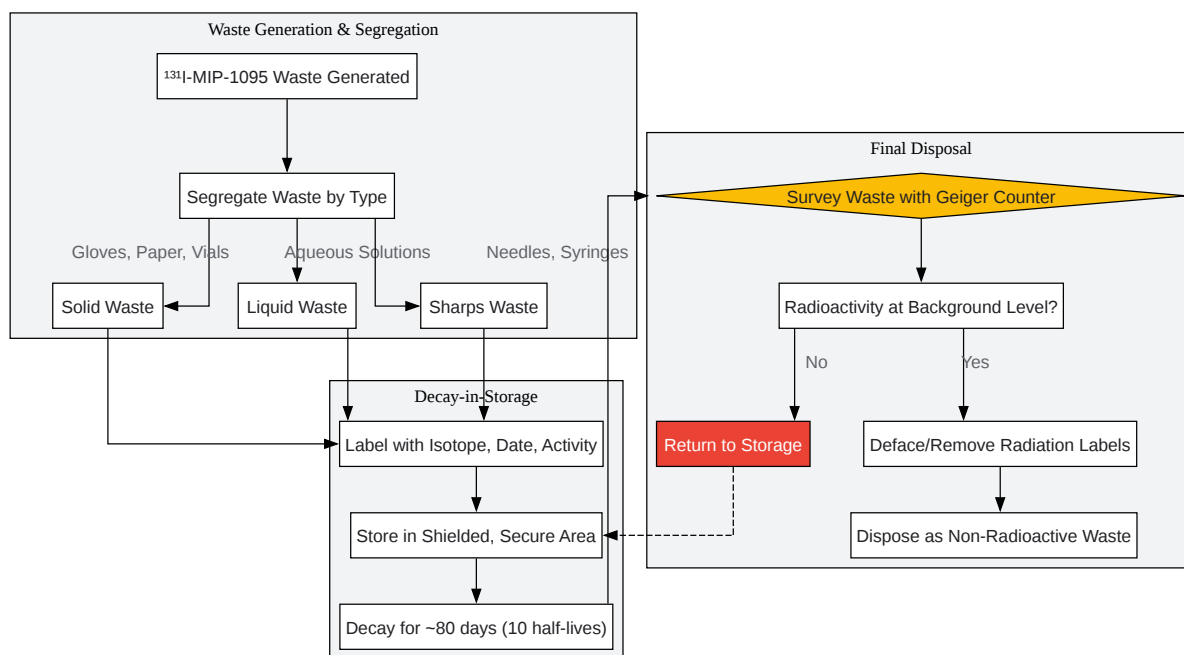 Waste Generation & Segregation
¹³¹I-MIP-1095 Waste Generated
Segregate Waste by Type
Gloves, Paper, Vials
Aqueous Solutions
Needles, Syringes
Solid Waste
Liquid Waste
Sharps Waste
Decay-in-Storage
Label with Isotope, Date, Activity
Store in Shielded, Secure Area
Decay for ~80 days (10 half-lives)
Final Disposal
Survey Waste with Geiger Counter
Radioactivity at Background Level?
No
Yes
Return to Storage
Deface/Remove Radiation Labels
Dispose as Non-Radioactive Waste